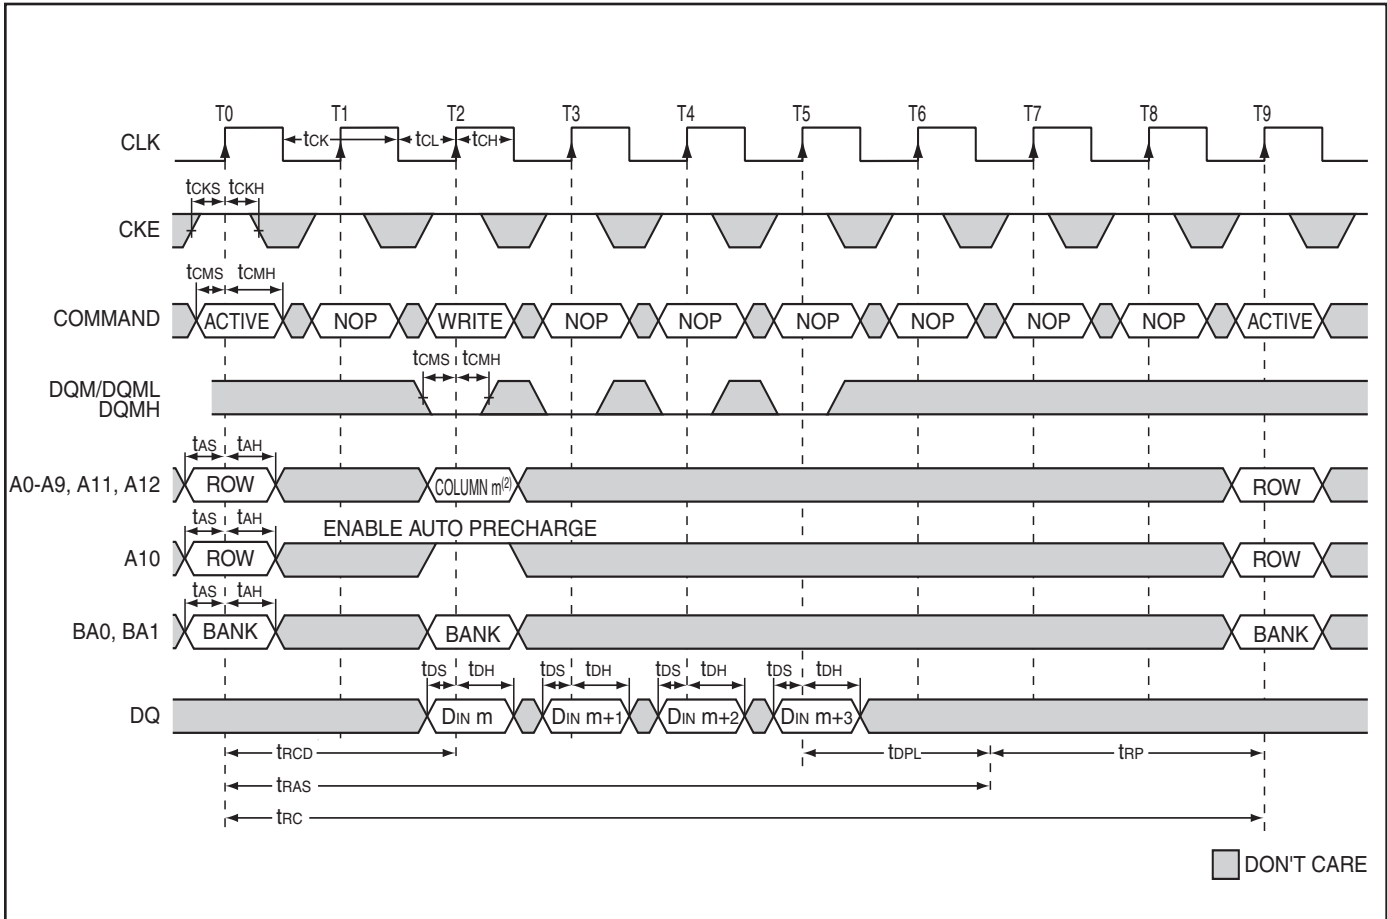 T0 T1 T2 T3 T4 T5 T6 T7 T8 T9
CLK tCK tCL tCH
tCKS tCKH
CKE
tCMS tCMH
COMMAND ACTIVE NOP WRITE NOP NOP NOP NOP NOP NOP ACTIVE
tCMS tCMH
DQM/DQML
DQMH
tAS tAH
A0-A9, A11, A12 ROW COLUMN m(2) ROW
tAS tAH ENABLE AUTO PRECHARGE
A10 ROW ROW
tAS tAH
BA0, BA1 BANK BANK BANK
tDS tDH tDS tDH tDS tDH tDS tDH
DQ DIN m DIN m+1 DIN m+2 DIN m+3
tRCD tDPL tRP
tRAS
tRC
DON'T CARE